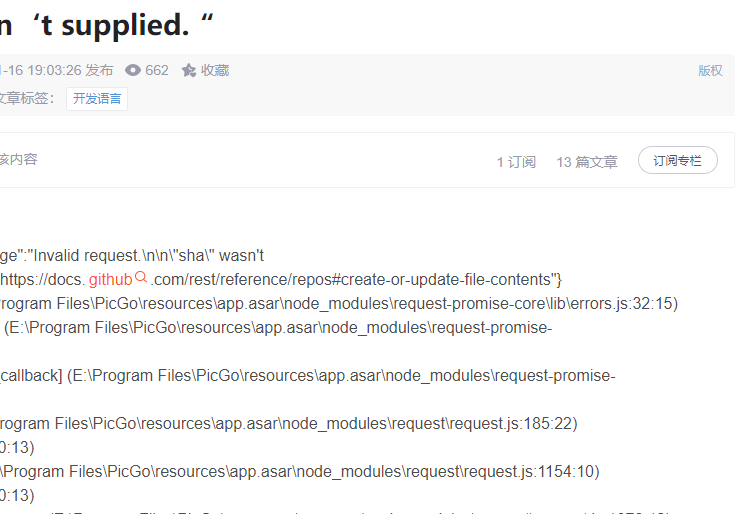 n‘t supplied. “
-16 19:03:26 发布 662 收藏 版权
文章标签： 开发语言
该内容 1 订阅 13 篇文章 订阅专栏
ge":"Invalid request.\n\n\"sha\" wasn't
https://docs. github .com/rest/reference/repos#create-or-update-file-contents"}
rogram Files\PicGo\resources\app.asar\node_modules\request-promise-core\lib\errors.js:32:15)
(E:\Program Files\PicGo\resources\app.asar\node_modules\request-promise-
callback] (E:\Program Files\PicGo\resources\app.asar\node_modules\request-promise-
rogram Files\PicGo\resources\app.asar\node_modules\request\request.js:185:22)
0:13)
\Program Files\PicGo\resources\app.asar\node_modules\request\request.js:1154:10)
0:13)